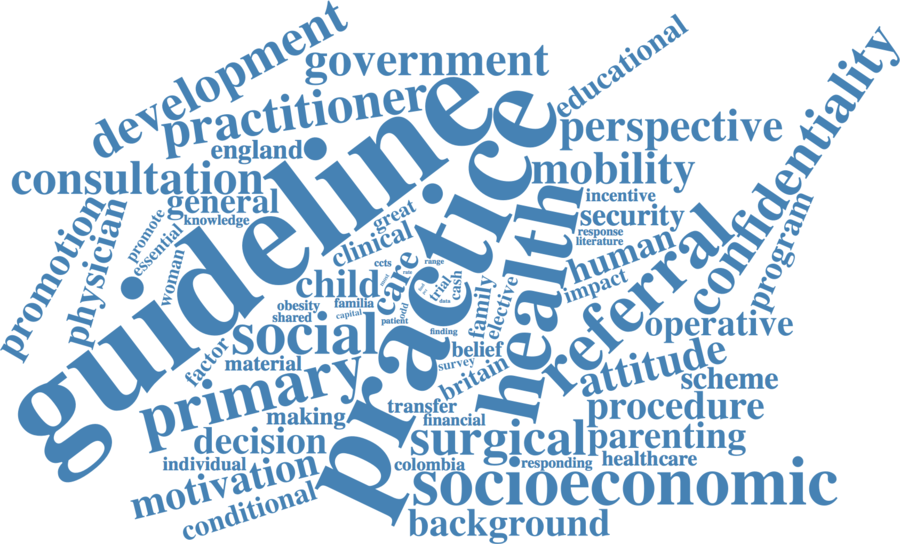 development
government
educational
practitioner
guideline
practice
perspective
confidentiality
england
consultation
mobility
general
knowledge
incentive
security
promotion
physician
promote
essential
woman
great
clinical
response
literature
human
health
referral
program
ccts
range
care
child
trial
cash
family
elective
impact
obesity
familia
shared
capital
patient
odd
data
rate
finding
social
operative
factor
material
belief
survey
britain
attitude
scheme
primary
making
transfer
financial
procedure
decision
surgical
parenting
individual
colombia
responding
healthcare
motivation
socioeconomic
conditional
background